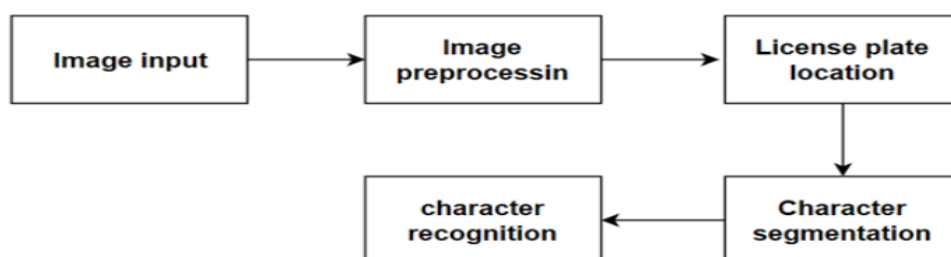 Image input
Image
preprocessin
License plate
location
Character
segmentation
character
recognition